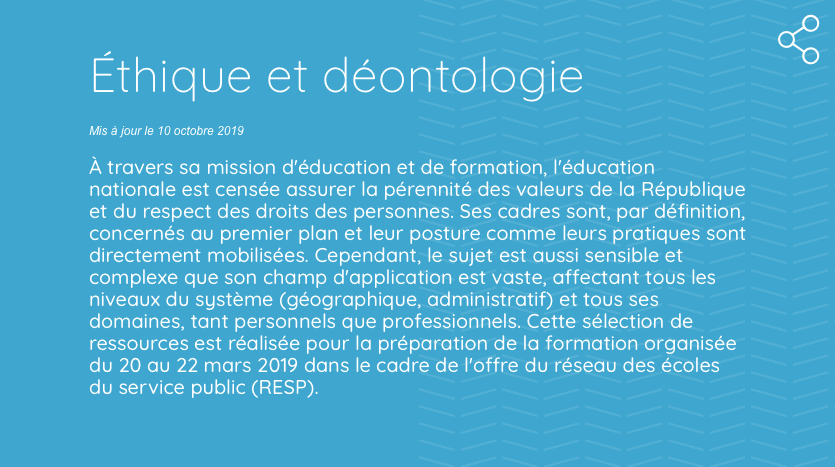 Éthique et déontologie
Mis à jour le 10 octobre 2019
À travers sa mission d'éducation et de formation, l'éducation
nationale est censée assurer la pérennité des valeurs de la République
et du respect des droits des personnes. Ses cadres sont, par définition,
concernés au premier plan et leur posture comme leurs pratiques sont
directement mobilisées. Cependant, le sujet est aussi sensible et
complexe que son champ d'application est vaste, affectant tous les
niveaux du système (géographique, administratif) et tous ses
domaines, tant personnels que professionnels. Cette sélection de
ressources est réalisée pour la préparation de la formation organisée
du 20 au 22 mars 2019 dans le cadre de l'offre du réseau des écoles
du service public (RESP).